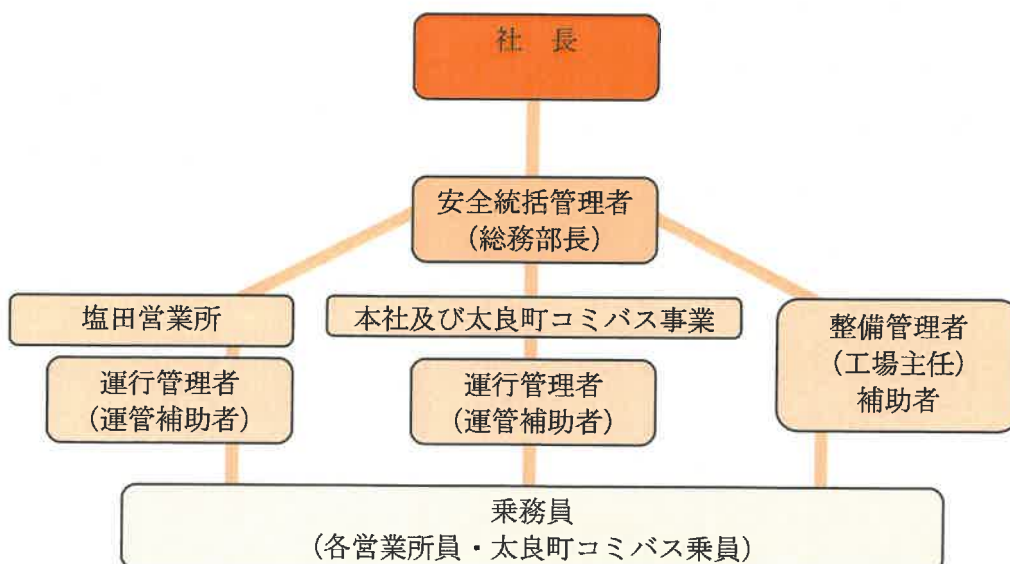 社　長
安全統括管理者
（総務部長）
塩田営業所
本社及び太良町コミバス事業
整備管理者
（工場主任）
補助者
運行管理者
（運管補助者）
運行管理者
（運管補助者）
乗務員
（各営業所員・太良町コミバス乗員）